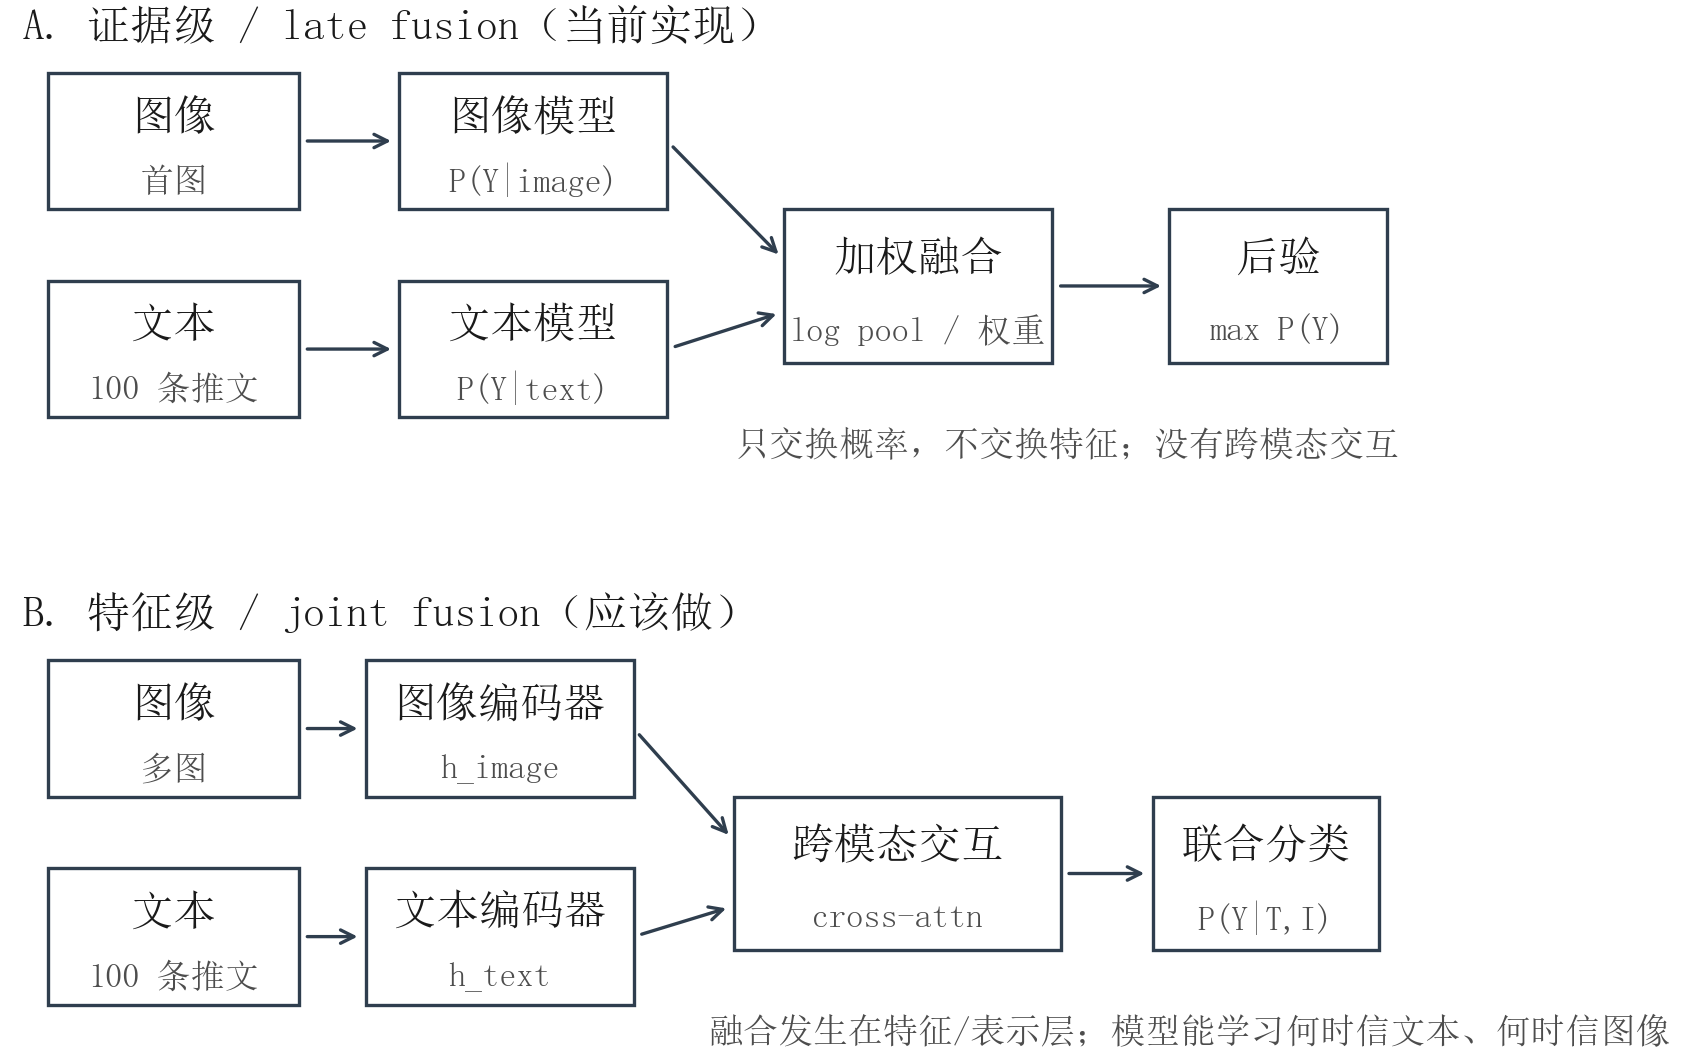 A. 证据级 / late fusion（当前实现）
图像
首图
图像模型
P(Y|image)
文本
100 条推文
文本模型
P(Y|text)
加权融合
log pool / 权重
后验
max P(Y)
只交换概率，不交换特征；没有跨模态交互
B. 特征级 / joint fusion（应该做）
图像
多图
图像编码器
h_image
文本
100 条推文
文本编码器
h_text
跨模态交互
cross-attn
联合分类
P(Y|T,I)
融合发生在特征/表示层；模型能学习何时信文本、何时信图像